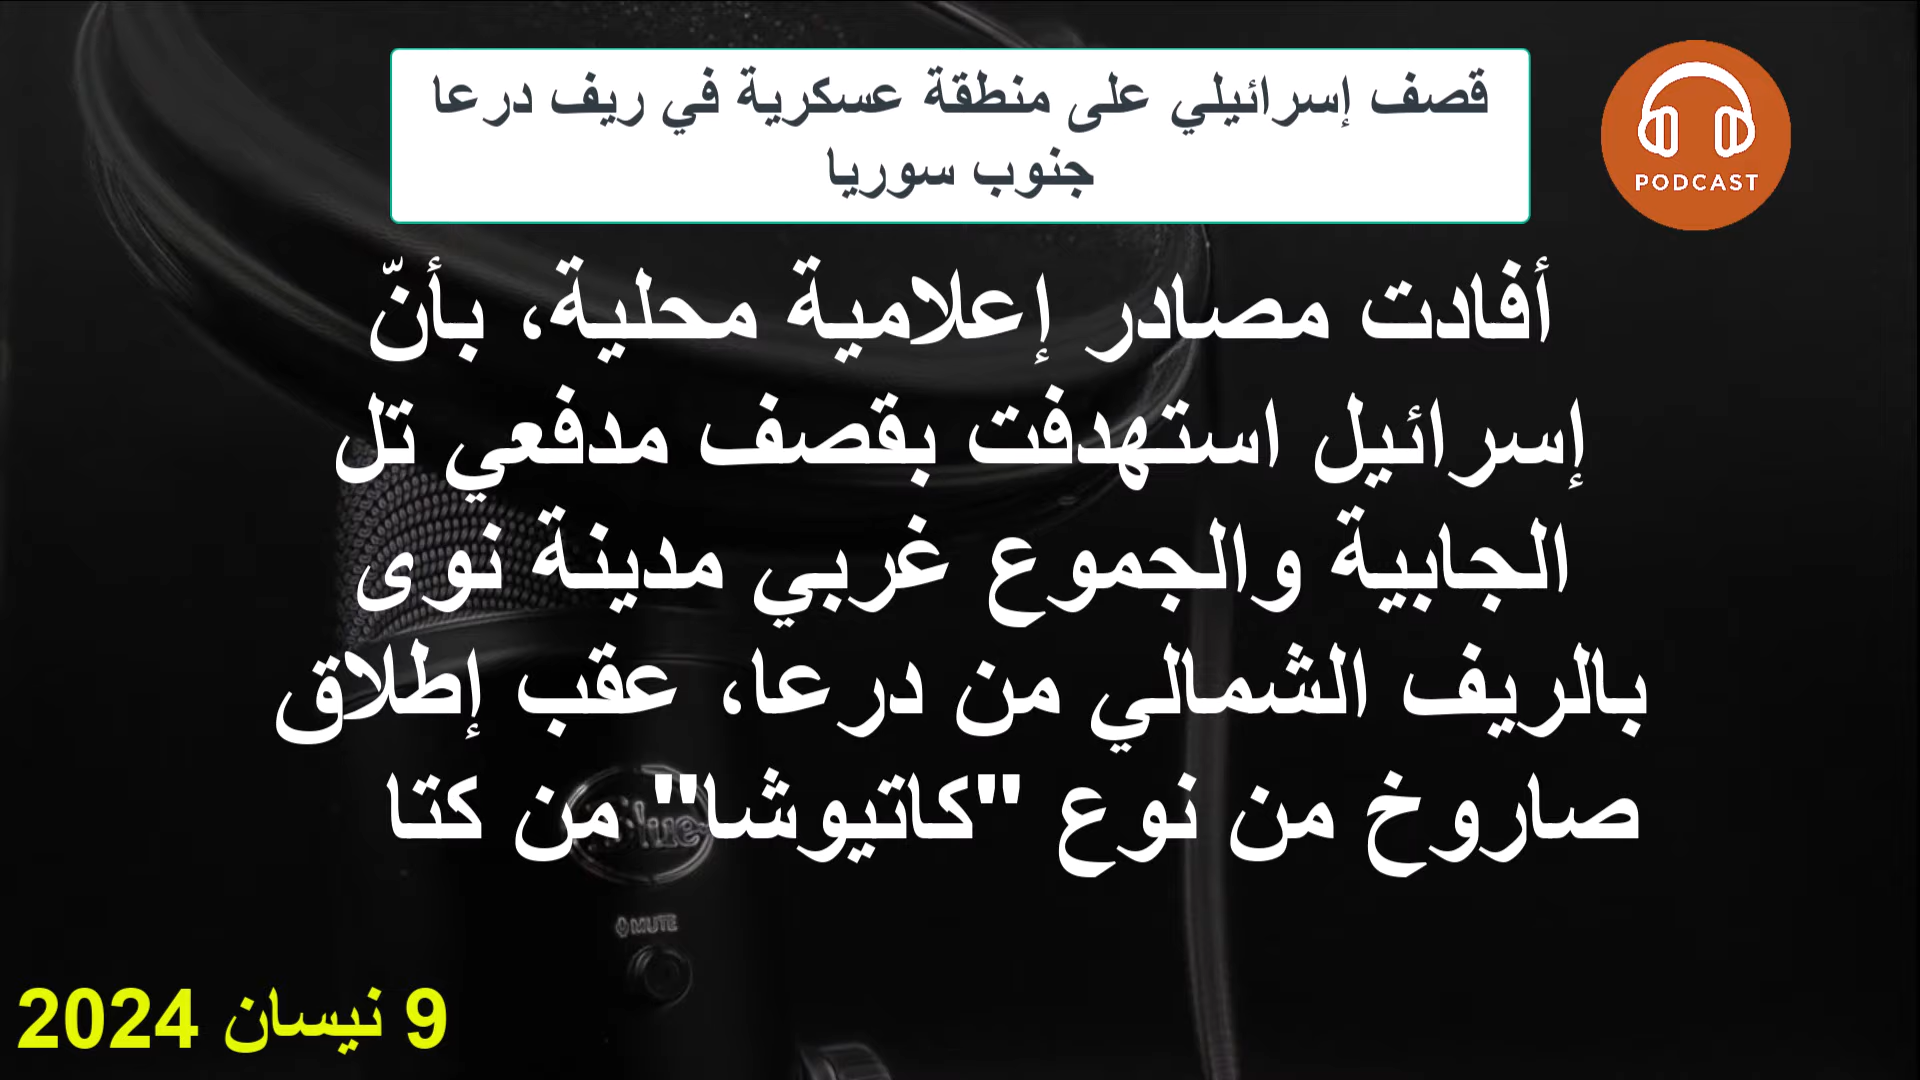 قصف إسرائيلي على منطقة عسكرية في ريف درعا
جنوب سوريا
PODCAST
أفادت مصادر إعلامية محلية، بأنّ
إسرائيل استهدفت بقصف مدفعي تل
الجابية والجموع غربي مدينة نوى
بالريف الشمالي من درعا، عقب إطلاق
صاروخ من نوع "كاتيوشا" من كتا
Blue
MUTE
9 نيسان 2024